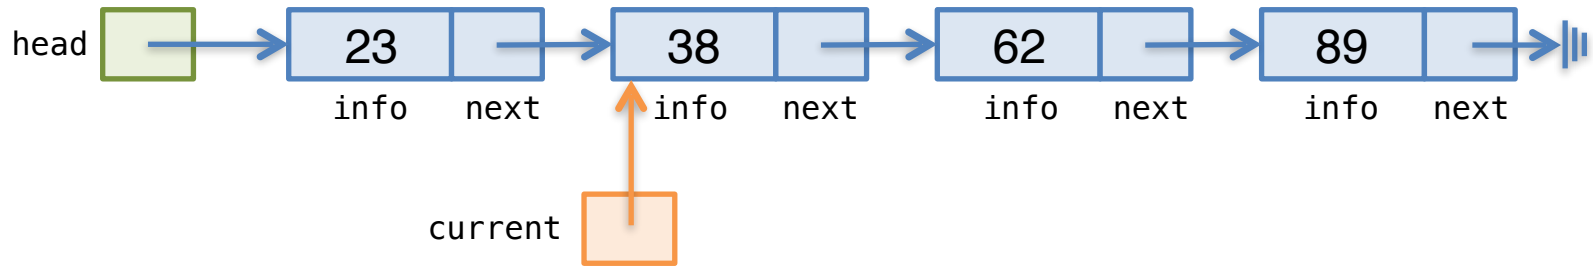 head 23 38 62 89
info next info next info next info next
current